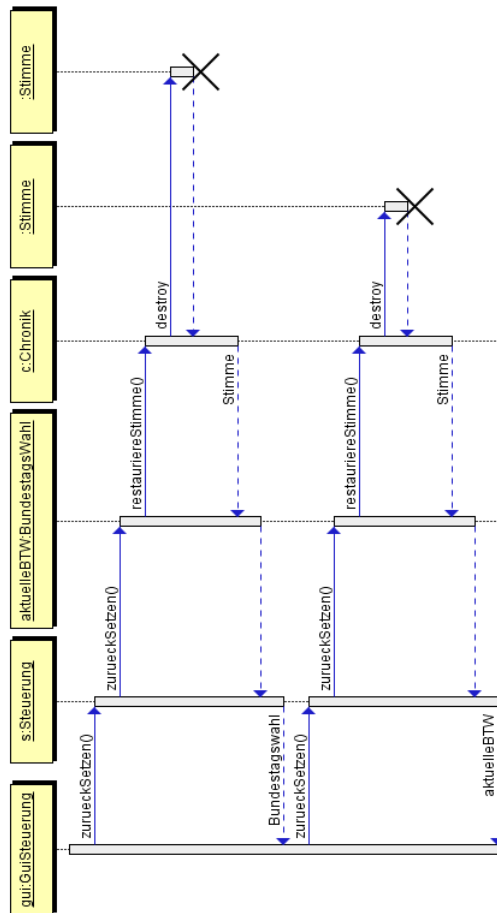 :Stimme
:Stimme
c:Chronik
aktuelleBTW:BundestagsWahl
s:Steuerung
gui:GuiSteuerung
zurueckSetzen()
zurueckSetzen()
restauriereStimme()
destroy
Stimme
Bundestagswahl
zurueckSetzen()
zurueckSetzen()
restauriereStimme()
destroy
Stimme
aktuelleBTW